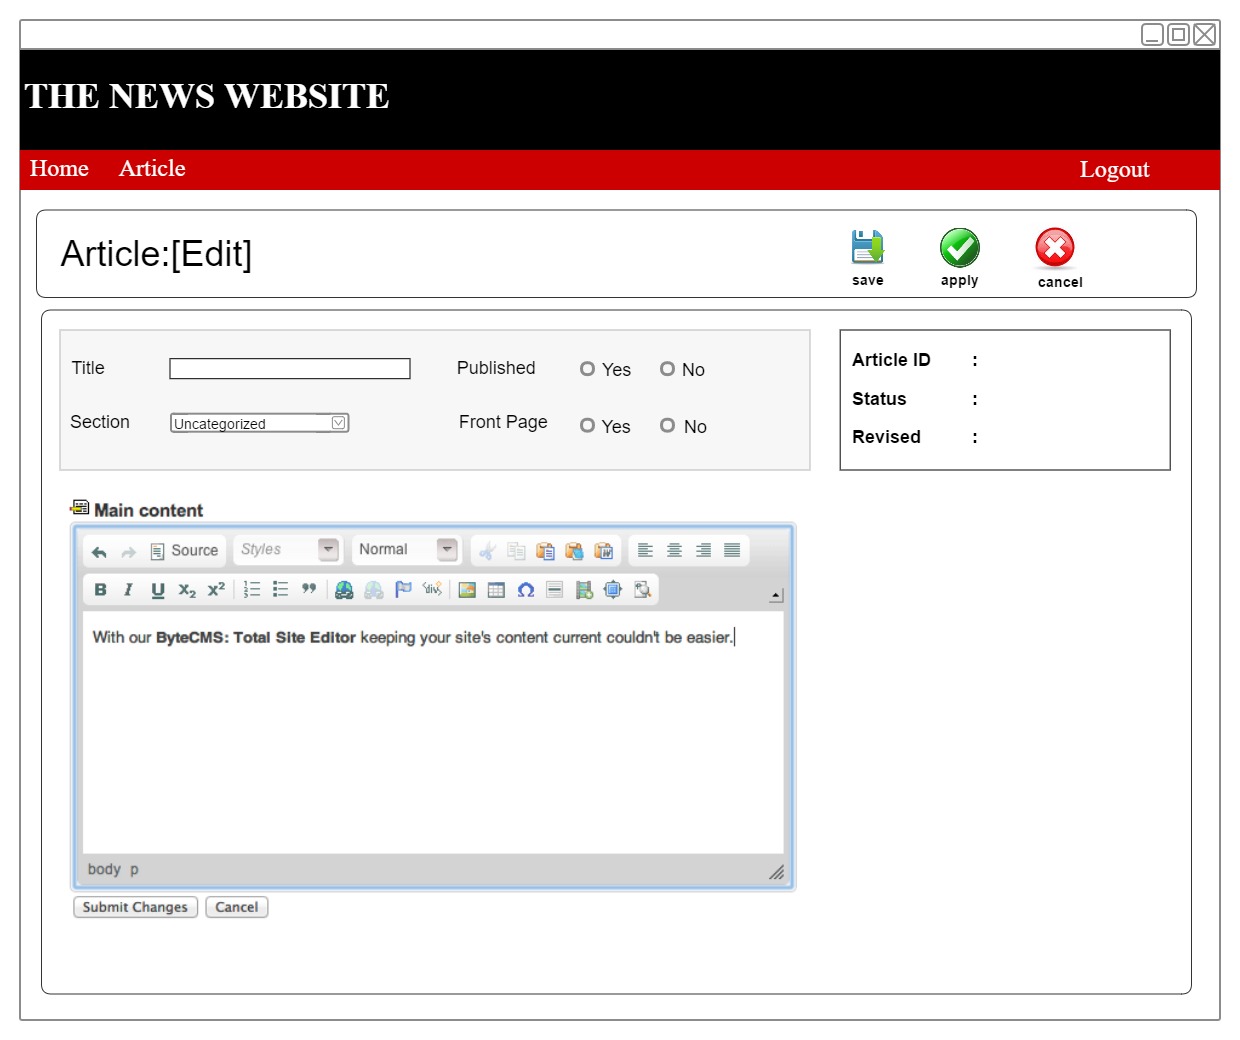 THE NEWS WEBSITE
Home Article Logout
Article:[Edit]
save apply cancel
Title Published Yes No
Section Uncategorized Front Page Yes No
Article ID :
Status :
Revised :
Main content
Source Styles Normal
B I U x₂ x²
With our ByteCMS: Total Site Editor keeping your site's content current couldn't be easier.
body p
Submit Changes Cancel